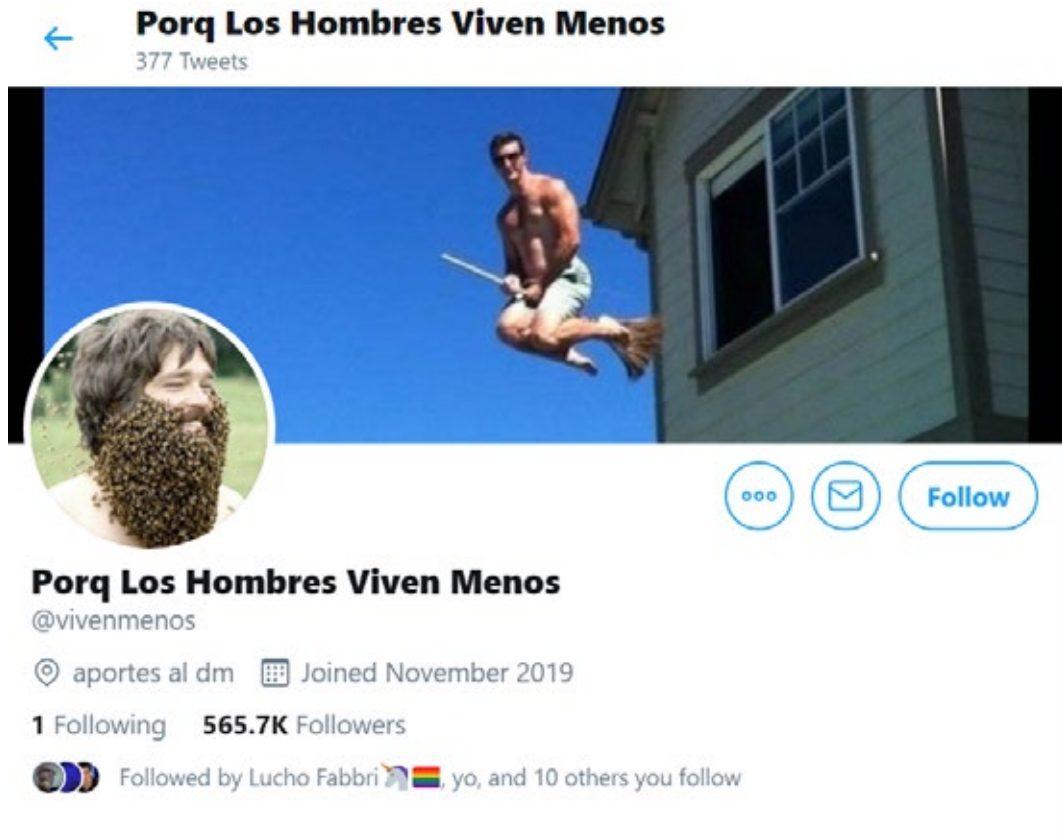 Porq Los Hombres Viven Menos
377 Tweets
Follow
Porq Los Hombres Viven Menos
@vivenmenos
aportes al dm Joined November 2019
1 Following 565.7K Followers
Followed by Lucho Fabbri🦄🏳️‍🌈, yo, and 10 others you follow